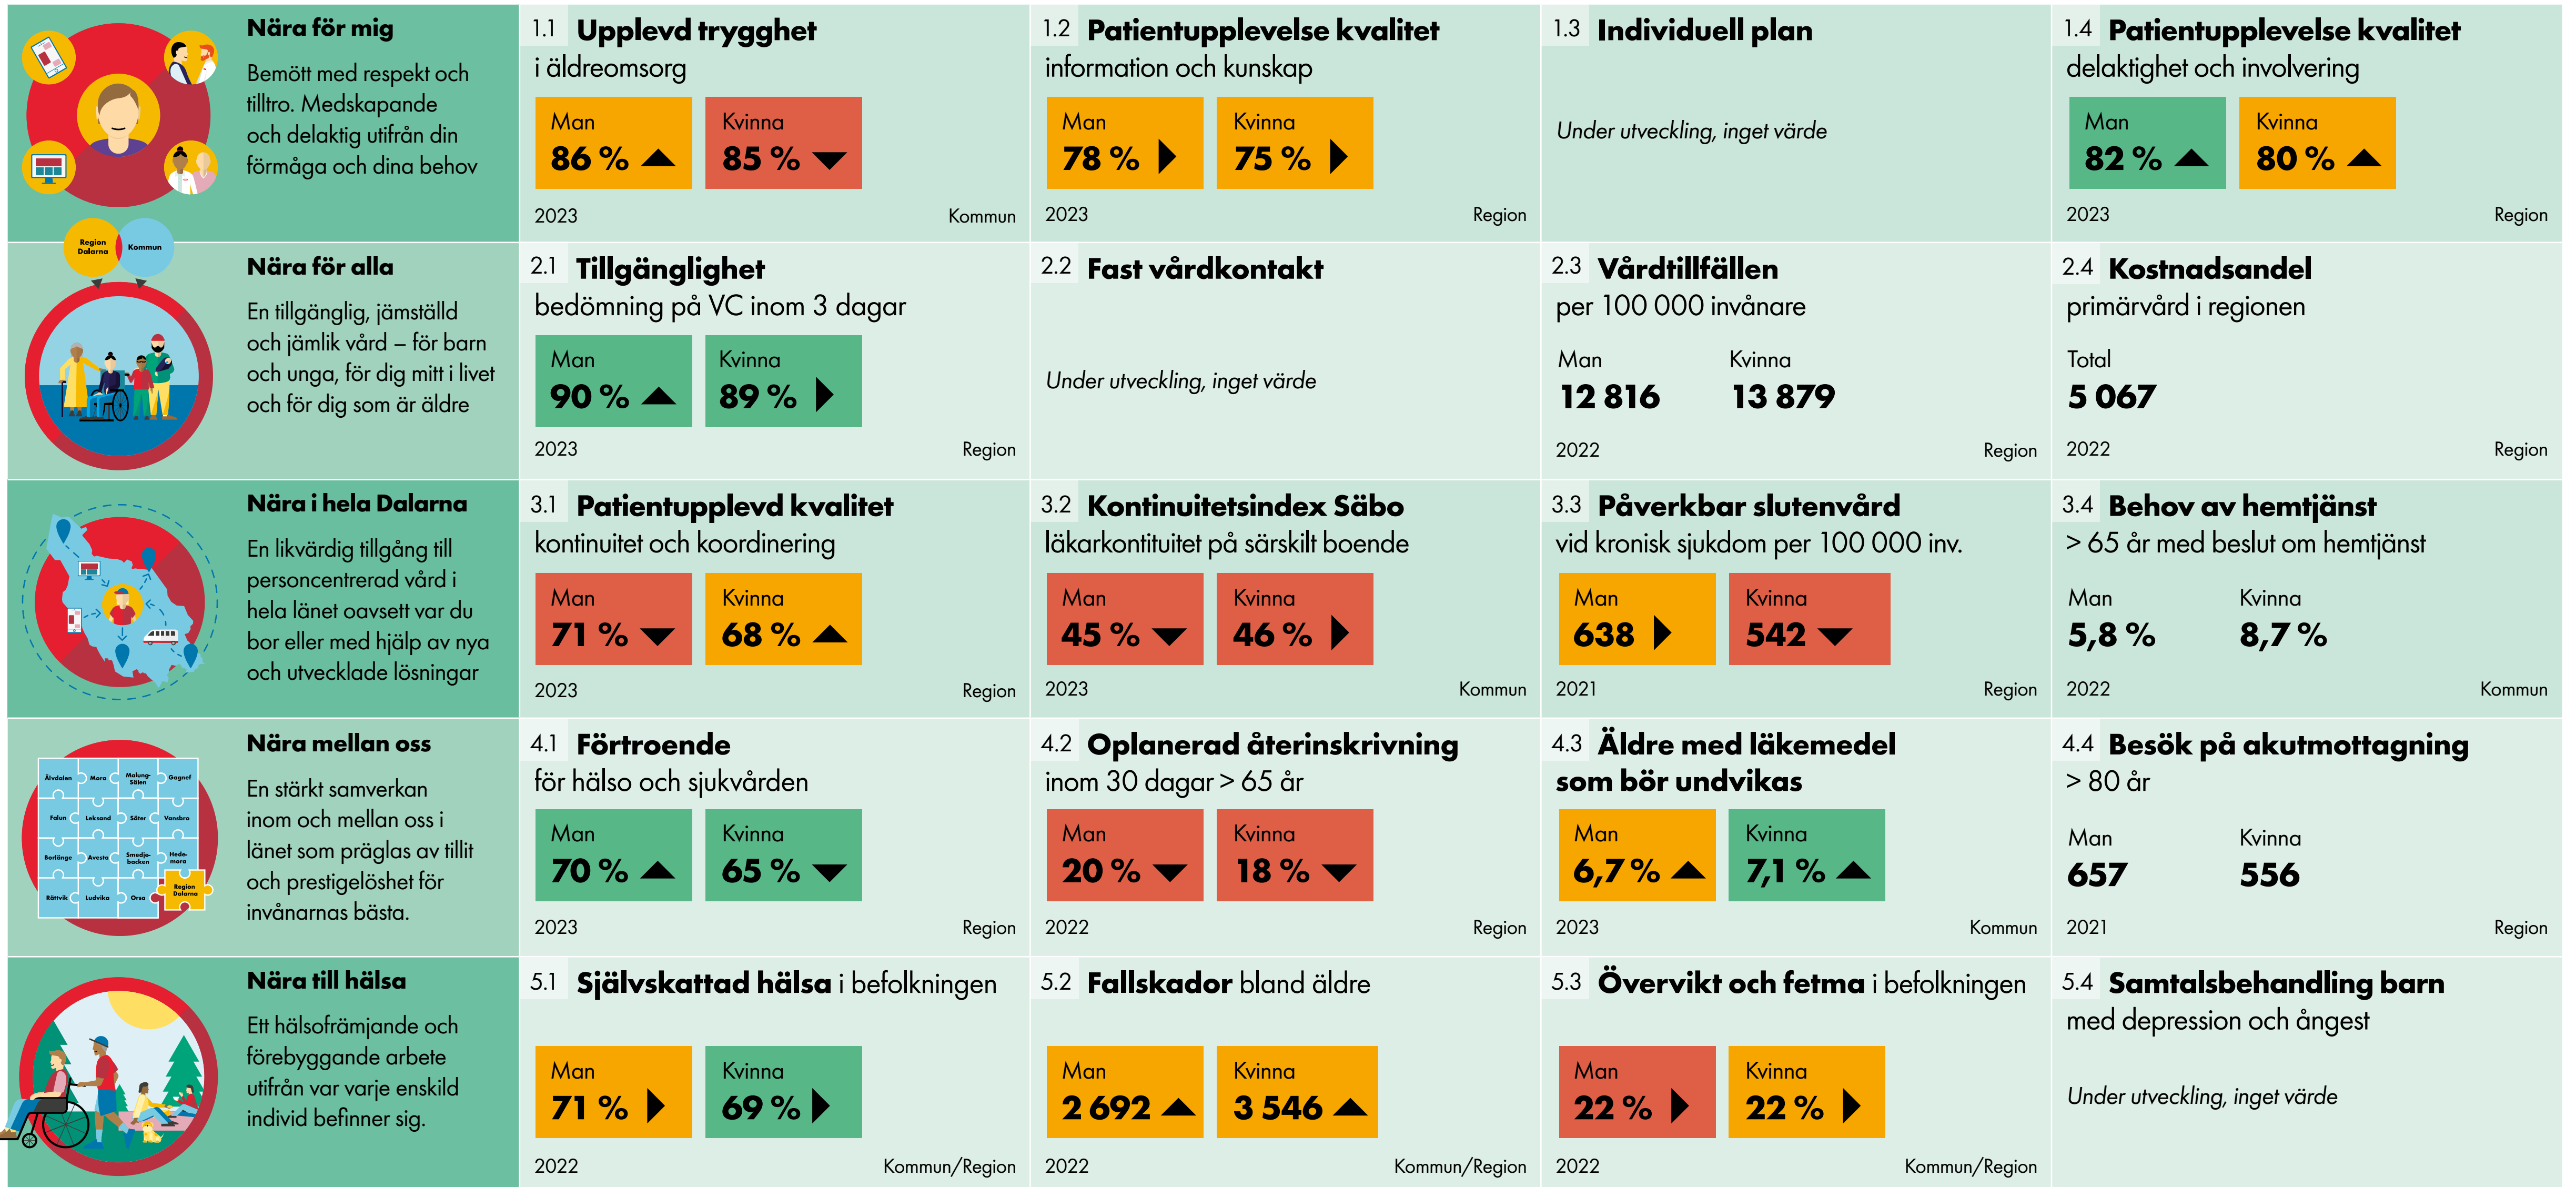 Nära för mig
Bemött med respekt och
tilltro. Medskapande
och delaktig utifrån din
förmåga och dina behov
1.1 Upplevd trygghet
i äldreomsorg
Man
86 %
Kvinna
85 %
2023
Kommun
1.2 Patientupplevelse kvalitet
information och kunskap
Man
78 %
Kvinna
75 %
2023
Region
1.3 Individuell plan
Under utveckling, inget värde
1.4 Patientupplevelse kvalitet
delaktighet och involvering
Man
82 %
Kvinna
80 %
2023
Region
Region
Dalarna
Kommun
Nära för alla
En tillgänglig, jämställd
och jämlik vård – för barn
och unga, för dig mitt i livet
och för dig som är äldre
2.1 Tillgänglighet
bedömning på VC inom 3 dagar
Man
90 %
Kvinna
89 %
2023
Region
2.2 Fast vårdkontakt
Under utveckling, inget värde
2.3 Vårdtillfällen
per 100 000 invånare
Man
12 816
Kvinna
13 879
2022
Region
2.4 Kostnadsandel
primärvård i regionen
Total
5 067
2022
Region
Nära i hela Dalarna
En likvärdig tillgång till
personcentrerad vård i
hela länet oavsett var du
bor eller med hjälp av nya
och utvecklade lösningar
3.1 Patientupplevd kvalitet
kontinuitet och koordinering
Man
71 %
Kvinna
68 %
2023
Region
3.2 Kontinuitetsindex Säbo
läkarkontituitet på särskilt boende
Man
45 %
Kvinna
46 %
2023
Kommun
3.3 Påverkbar slutenvård
vid kronisk sjukdom per 100 000 inv.
Man
638
Kvinna
542
2021
Region
3.4 Behov av hemtjänst
> 65 år med beslut om hemtjänst
Man
5,8 %
Kvinna
8,7 %
2022
Kommun
Älvdalen
Mora
Malung-
Sälen
Gagnef
Falun
Leksand
Säter
Vansbro
Borlänge
Avesta
Smedje-
backen
Hede-
mora
Rättvik
Ludvika
Orsa
Region
Dalarna
Nära mellan oss
En stärkt samverkan
inom och mellan oss i
länet som präglas av tillit
och prestigelöshet för
invånarnas bästa.
4.1 Förtroende
för hälso och sjukvården
Man
70 %
Kvinna
65 %
2023
Region
4.2 Oplanerad återinskrivning
inom 30 dagar > 65 år
Man
20 %
Kvinna
18 %
2022
Region
4.3 Äldre med läkemedel
som bör undvikas
Man
6,7 %
Kvinna
7,1 %
2023
Kommun
4.4 Besök på akutmottagning
> 80 år
Man
657
Kvinna
556
2021
Region
Nära till hälsa
Ett hälsofrämjande och
förebyggande arbete
utifrån var varje enskild
individ befinner sig.
5.1 Självskattad hälsa i befolkningen
Man
71 %
Kvinna
69 %
2022
Kommun/Region
5.2 Fallskador bland äldre
Man
2 692
Kvinna
3 546
2022
Kommun/Region
5.3 Övervikt och fetma i befolkningen
Man
22 %
Kvinna
22 %
2022
Kommun/Region
5.4 Samtalsbehandling barn
med depression och ångest
Under utveckling, inget värde